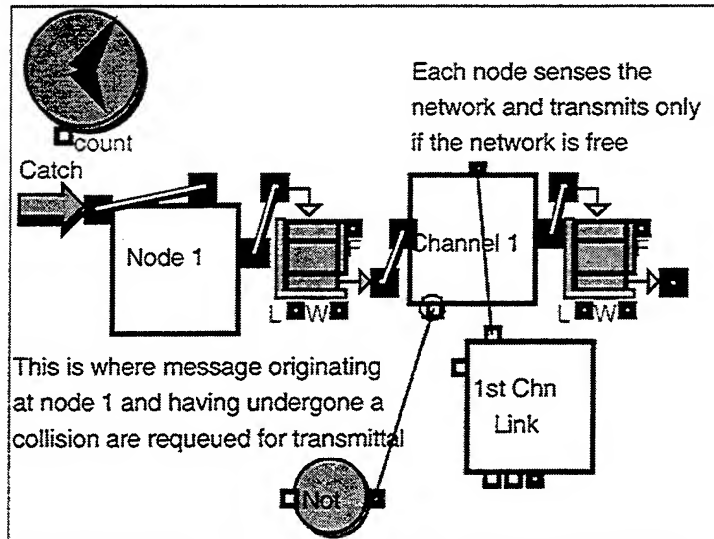 count
Each node senses the
network and transmits only
if the network is free
Catch
Node 1
F
L W
Channel 1
F
L W
This is where message originating
at node 1 and having undergone a
collision are requeued for transmittal
1st Chn
Link
Not